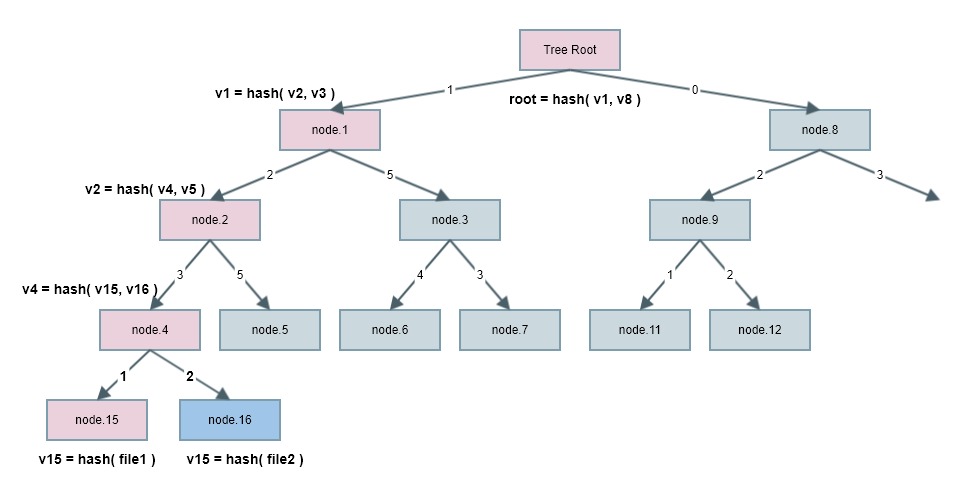 Tree Root
v1 = hash( v2, v3 )
1
root = hash( v1, v8 )
0
node.1
node.8
2
5
2
3
v2 = hash( v4, v5 )
node.2
node.3
node.9
3
5
4
3
1
2
v4 = hash( v15, v16 )
node.4
node.5
node.6
node.7
node.11
node.12
1
2
node.15
node.16
v15 = hash( file1 )
v15 = hash( file2 )